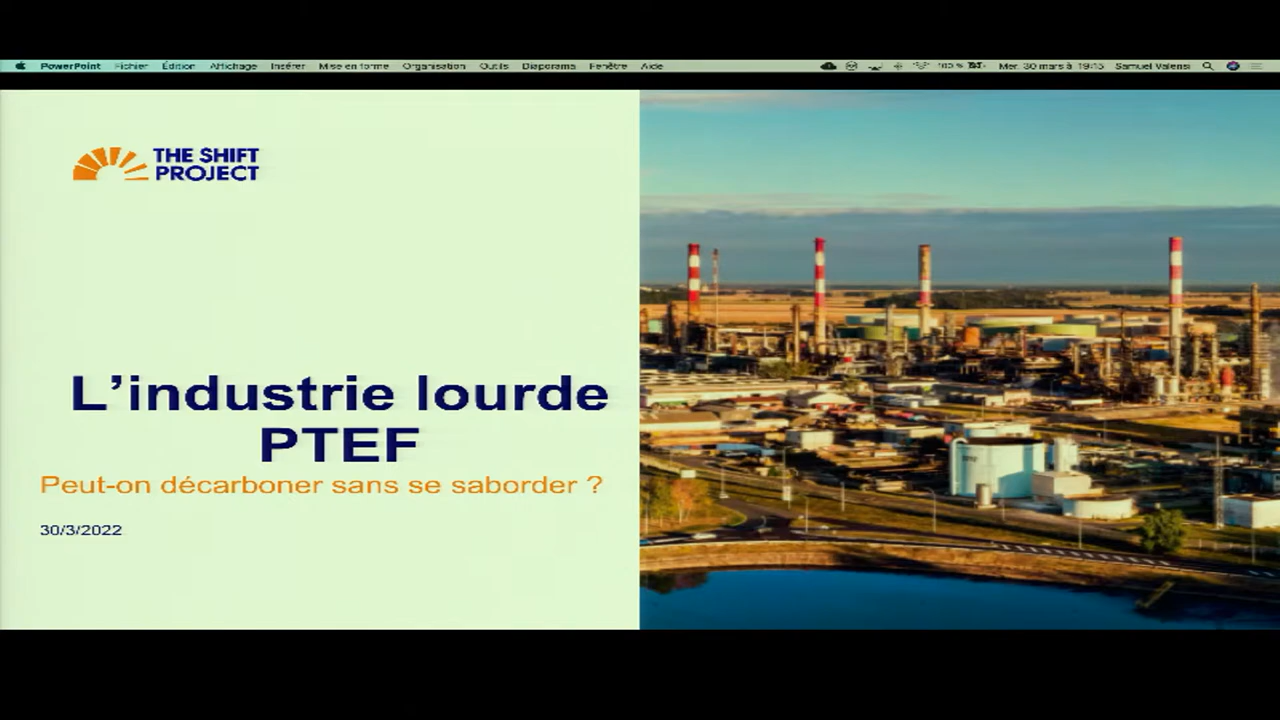 PowerPoint Fichier Édition Affichage Insérer Mise en forme Organisation Outils Diaporama Fenêtre Aide 100 % Mer. 30 mars à 19:15 Samuel Valensi
THE SHIFT
PROJECT
L’industrie lourde
PTEF
Peut-on décarboner sans se saborder ?
30/3/2022